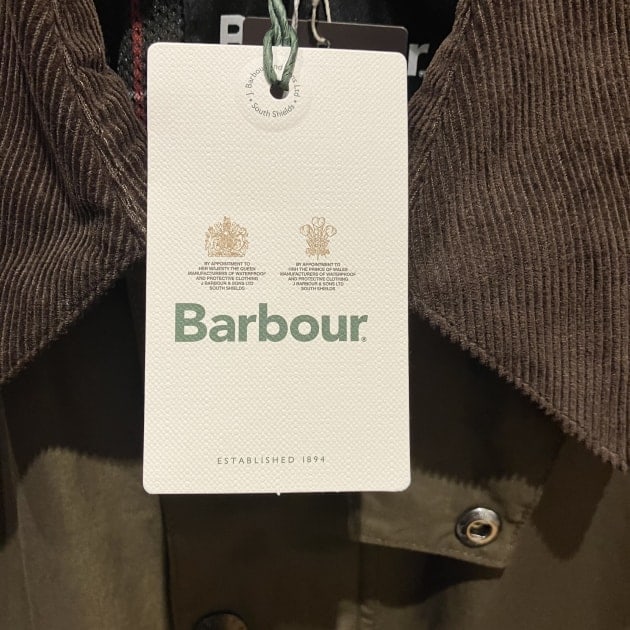 Barbour
J. Barbour and Sons Ltd
• South Shields •
BY APPOINTMENT TO
HER MAJESTY THE QUEEN
MANUFACTURERS OF WATERPROOF
AND PROTECTIVE CLOTHING
J BARBOUR & SONS LTD
SOUTH SHIELDS
BY APPOINTMENT TO
HRH THE PRINCE OF WALES
MANUFACTURERS OF WATERPROOF
AND PROTECTIVE CLOTHING
J. BARBOUR & SONS LTD
SOUTH SHIELDS
Barbour®
ESTABLISHED 1894